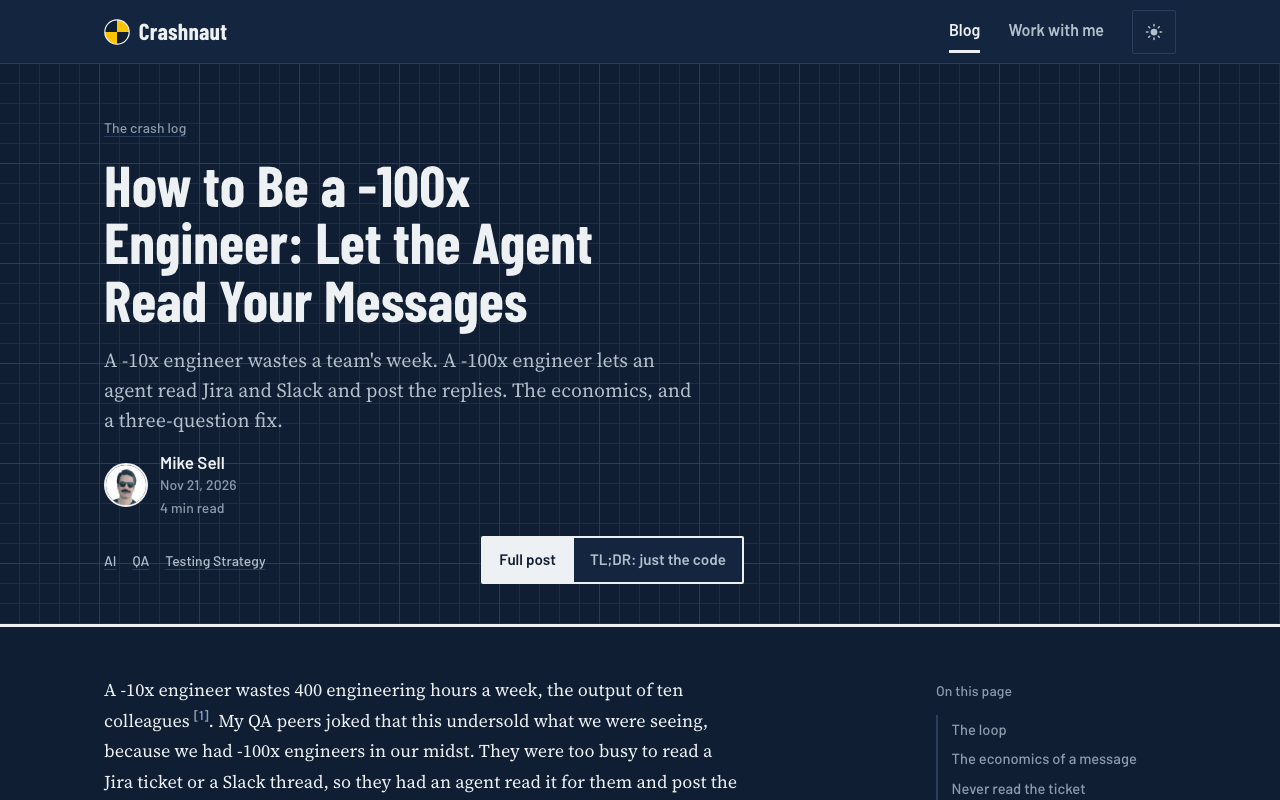 Crashnaut
Blog
Work with me
The crash log
How to Be a -100x
Engineer: Let the Agent
Read Your Messages
A -10x engineer wastes a team's week. A -100x engineer lets an
agent read Jira and Slack and post the replies. The economics, and
a three-question fix.
Mike Sell
Nov 21, 2026
4 min read
AI
QA
Testing Strategy
Full post
TL;DR: just the code
A -10x engineer wastes 400 engineering hours a week, the output of ten
colleagues [1]. My QA peers joked that this undersold what we were seeing,
because we had -100x engineers in our midst. They were too busy to read a
Jira ticket or a Slack thread, so they had an agent read it for them and post the
On this page
The loop
The economics of a message
Never read the ticket